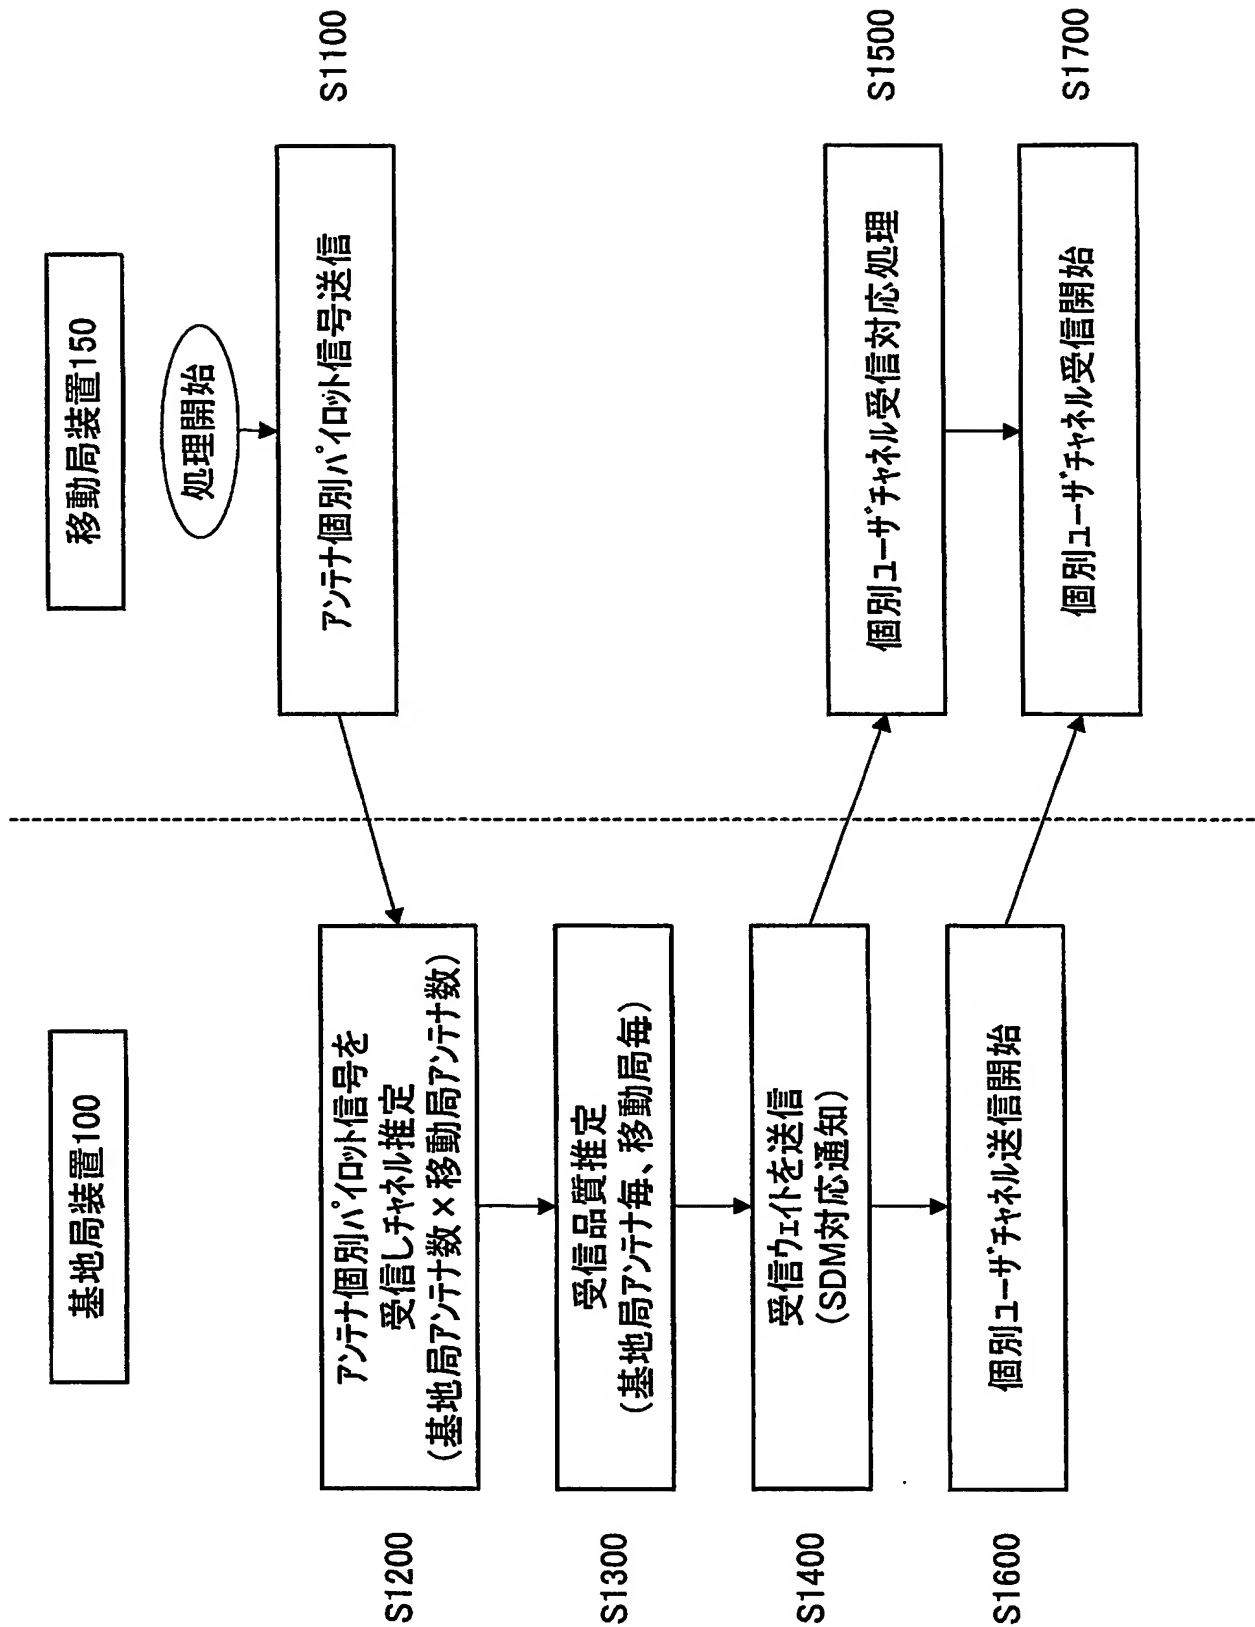 基地局装置100
移動局装置150
処理開始
アンテナ個別パイロット信号送信
S1100
S1200
アンテナ個別パイロット信号を
受信しチャネル推定
(基地局アンテナ数×移動局アンテナ数)
S1300
受信品質推定
(基地局アンテナ毎、移動局毎)
S1400
受信ウェイトを送信
(SDM対応通知)
個別ユーザチャネル受信対応処理
S1500
S1600
個別ユーザチャネル送信開始
個別ユーザチャネル受信開始
S1700